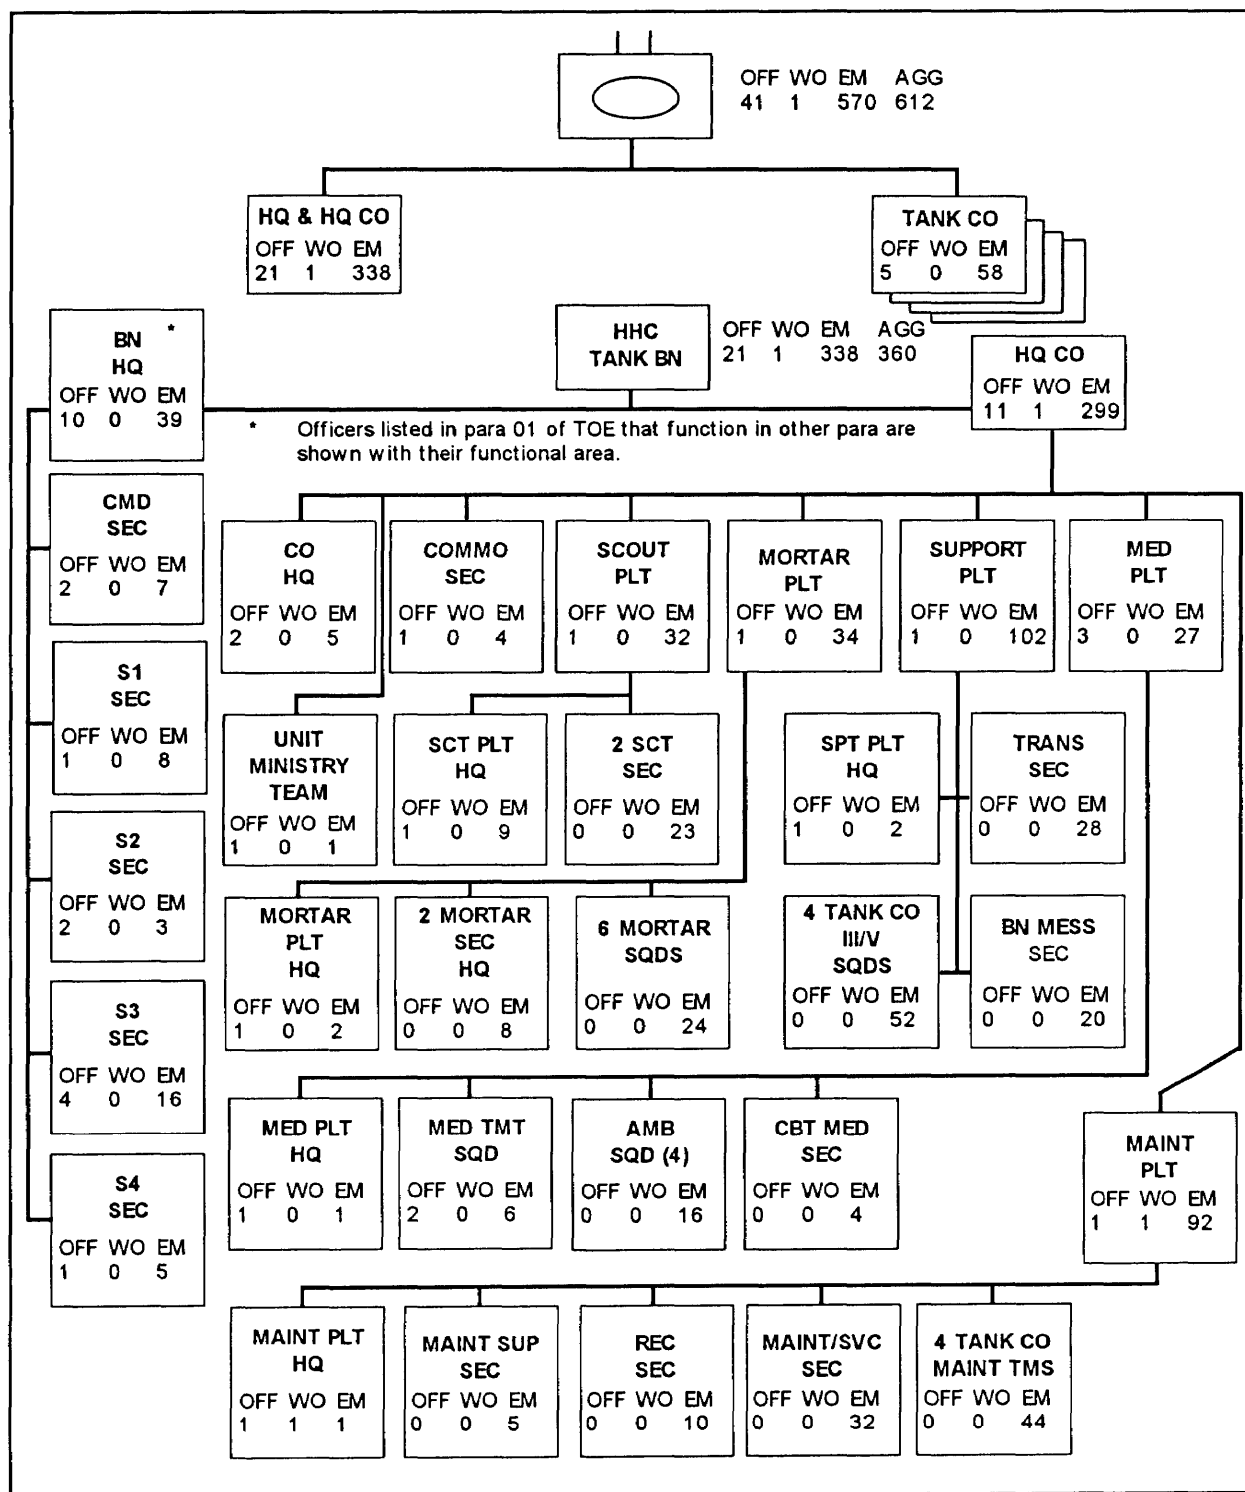 OFF WO EM AGG
41 1 570 612
HQ & HQ CO
OFF WO EM
21 1 338
TANK CO
OFF WO EM
5 0 58
BN *
HQ
OFF WO EM
10 0 39
HHC
TANK BN
OFF WO EM AGG
21 1 338 360
HQ CO
OFF WO EM
11 1 299
* Officers listed in para 01 of TOE that function in other para are
shown with their functional area.
CMD
SEC
OFF WO EM
2 0 7
S1
SEC
OFF WO EM
1 0 8
S2
SEC
OFF WO EM
2 0 3
S3
SEC
OFF WO EM
4 0 16
S4
SEC
OFF WO EM
1 0 5
CO
HQ
OFF WO EM
2 0 5
COMMO
SEC
OFF WO EM
1 0 4
SCOUT
PLT
OFF WO EM
1 0 32
MORTAR
PLT
OFF WO EM
1 0 34
SUPPORT
PLT
OFF WO EM
1 0 102
MED
PLT
OFF WO EM
3 0 27
UNIT
MINISTRY
TEAM
OFF WO EM
1 0 1
SCT PLT
HQ
OFF WO EM
1 0 9
2 SCT
SEC
OFF WO EM
0 0 23
SPT PLT
HQ
OFF WO EM
1 0 2
TRANS
SEC
OFF WO EM
0 0 28
MORTAR
PLT
HQ
OFF WO EM
1 0 2
2 MORTAR
SEC
HQ
OFF WO EM
0 0 8
6 MORTAR
SQDS
OFF WO EM
0 0 24
4 TANK CO
III/V
SQDS
OFF WO EM
0 0 52
BN MESS
SEC
OFF WO EM
0 0 20
MED PLT
HQ
OFF WO EM
1 0 1
MED TMT
SQD
OFF WO EM
2 0 6
AMB
SQD (4)
OFF WO EM
0 0 16
CBT MED
SEC
OFF WO EM
0 0 4
MAINT
PLT
OFF WO EM
1 1 92
MAINT PLT
HQ
OFF WO EM
1 1 1
MAINT SUP
SEC
OFF WO EM
0 0 5
REC
SEC
OFF WO EM
0 0 10
MAINT/SVC
SEC
OFF WO EM
0 0 32
4 TANK CO
MAINT TMS
OFF WO EM
0 0 44